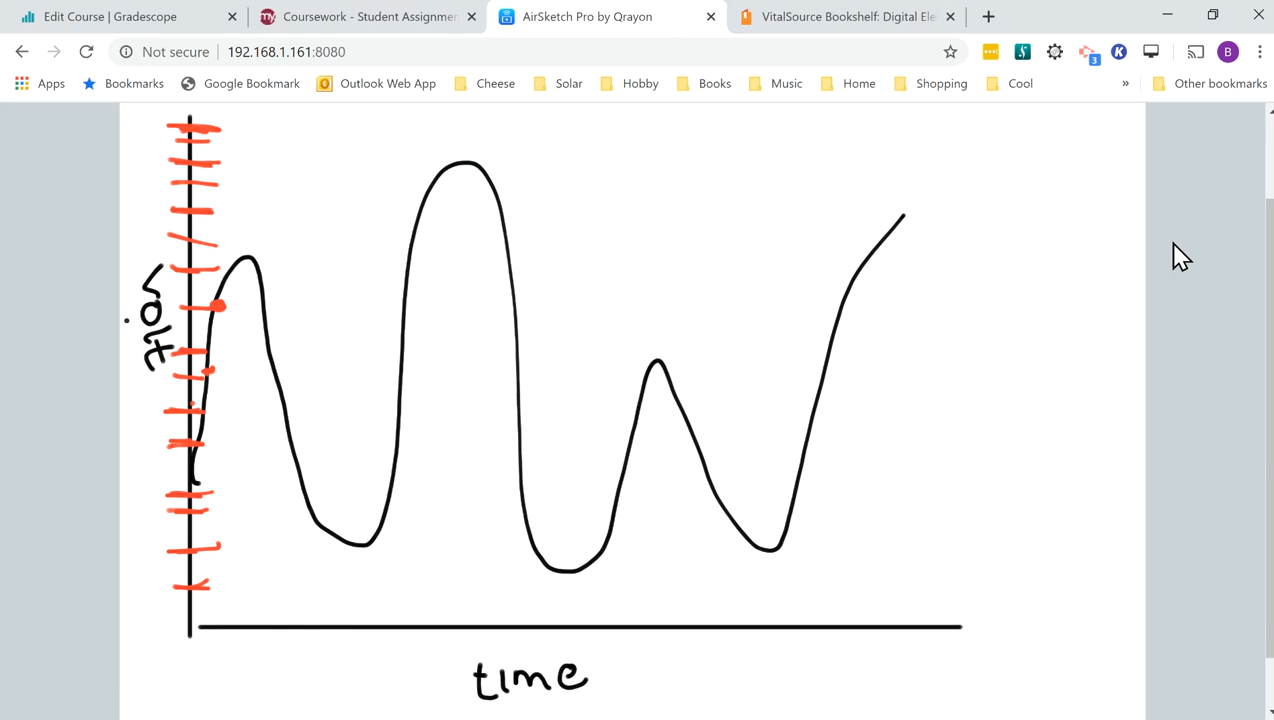 Edit Course | Gradescope
Coursework - Student Assignmer
AirSketch Pro by Qrayon
VitalSource Bookshelf: Digital Ele
Not secure 192.168.1.161:8080
3
K
B
Apps Bookmarks Google Bookmark Outlook Web App Cheese Solar Hobby Books Music Home Shopping Cool » Other bookmarks
volt
time